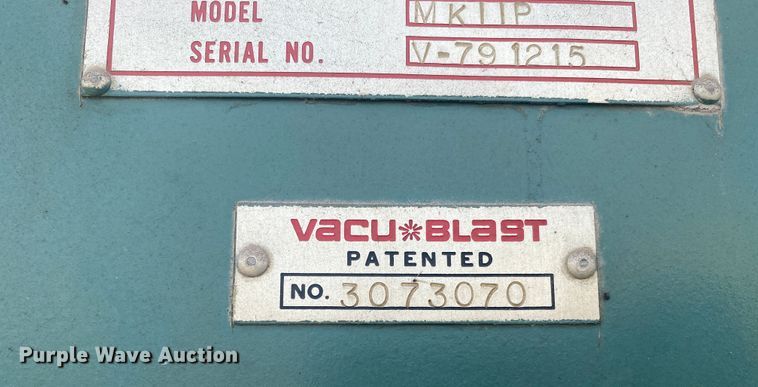 MODEL MKIIP
SERIAL NO. V-791215
VACU*BLAST
PATENTED
NO. 3073070
Purple Wave Auction